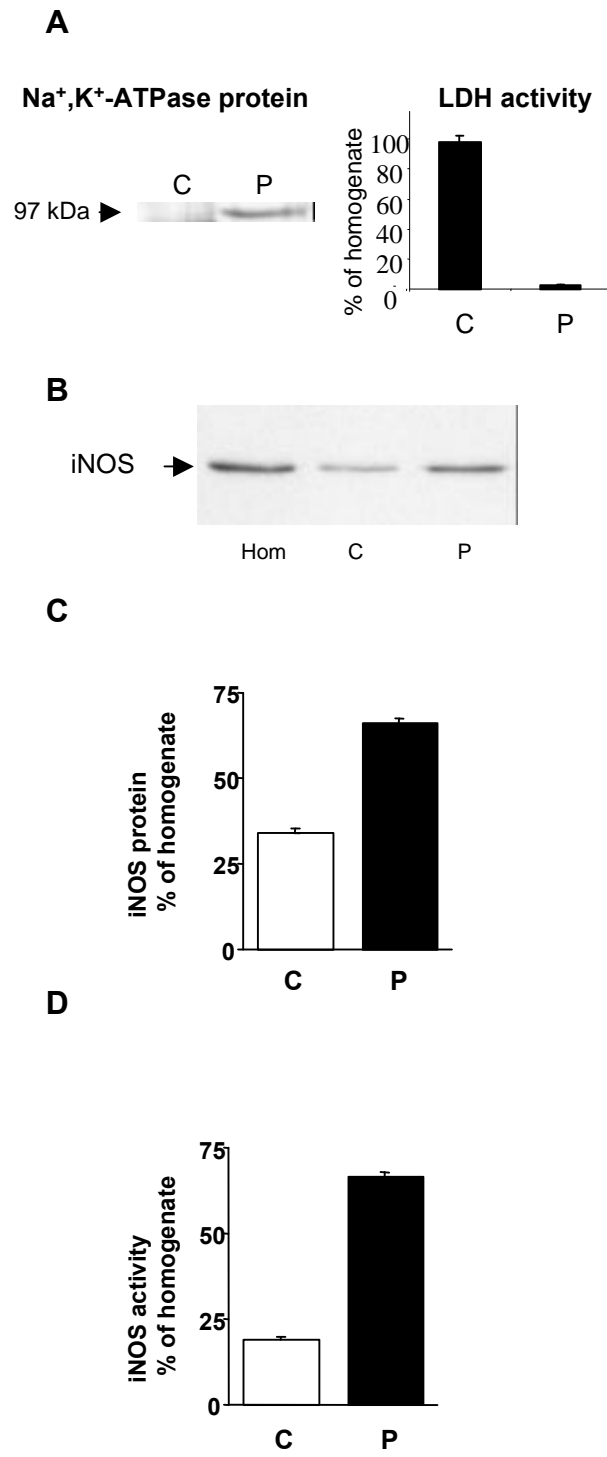 A
Na⁺,K⁺-ATPase protein
C P
97 kDa
LDH activity
% of homogenate
100
80
60
40
20
0
C P
B
iNOS
Hom C P
C
iNOS protein
% of homogenate
75
50
25
0
C P
D
iNOS activity
% of homogenate
75
50
25
0
C P